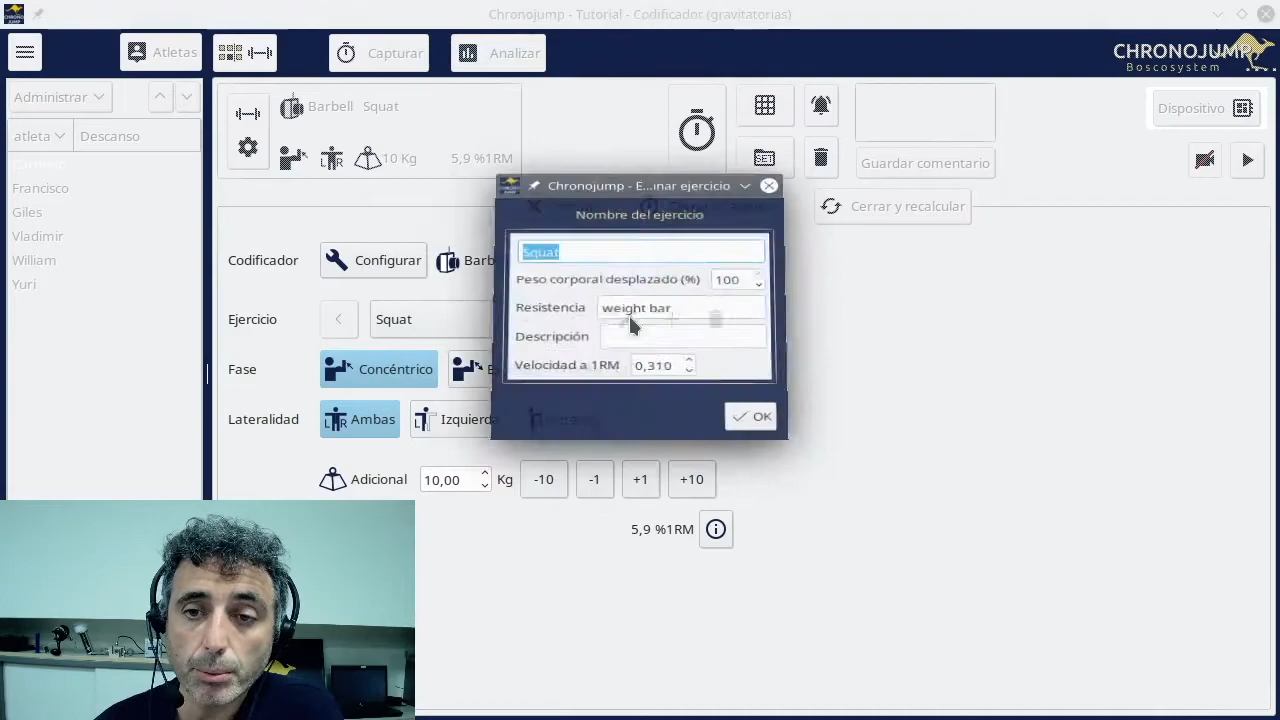 Chronojump - Tutorial - Codificador (gravitatorias)
Atletas
Capturar
Analizar
CHRONOJUMP
Boscosystem
Administrar
atleta
Descanso
Carmelo
Francisco
Giles
Vladimir
William
Yuri
Barbell Squat
10 Kg
5,9 %1RM
SET
Guardar comentario
Dispositivo
Cerrar y recalcular
Codificador
Configurar
Barb
Ejercicio
Squat
Fase
Concéntrico
E
Lateralidad
Ambas
Izquierda
Adicional
10,00
Kg
-10
-1
+1
+10
5,9 %1RM
Chronojump - E...inar ejercicio
Nombre del ejercicio
Squat
Peso corporal desplazado (%)
100
Resistencia
weight bar
Descripción
Velocidad a 1RM
0,310
OK